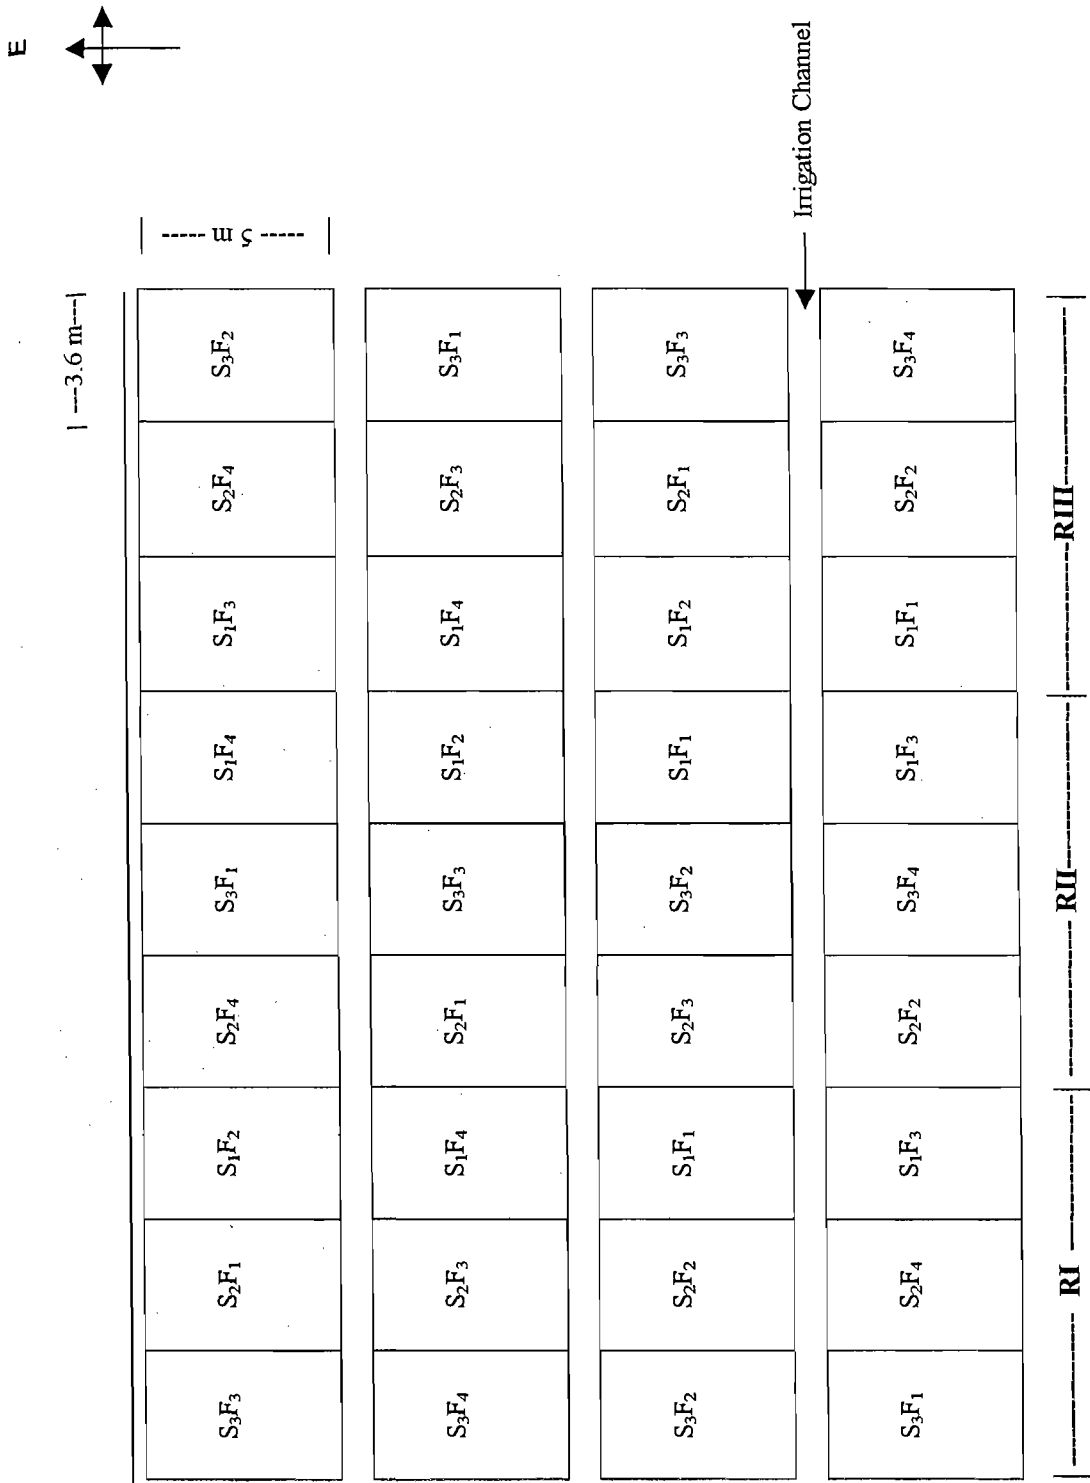 E
|---3.6 m---|
|----- 5 m -----|
S₃F₂
S₃F₁
S₃F₃
S₃F₄
S₂F₄
S₂F₃
S₂F₁
S₂F₂
S₁F₃
S₁F₄
S₁F₂
S₁F₁
S₁F₄
S₁F₂
S₁F₁
S₁F₃
S₃F₁
S₃F₃
S₃F₂
S₃F₄
S₂F₄
S₂F₁
S₂F₃
S₂F₂
S₁F₂
S₁F₄
S₁F₁
S₁F₃
S₂F₁
S₂F₃
S₂F₂
S₂F₄
S₃F₃
S₃F₄
S₃F₂
S₃F₁
Irrigation Channel
RIII
RII
RI